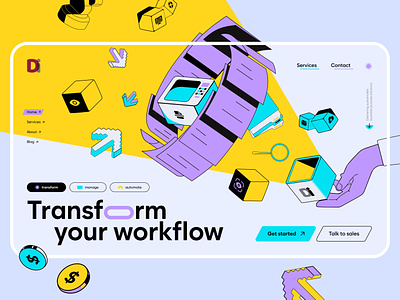 D
Services
Contact
Home
Services
About
Blog
transform
manage
automate
Transform
your workflow
Get started
Talk to sales
$
$